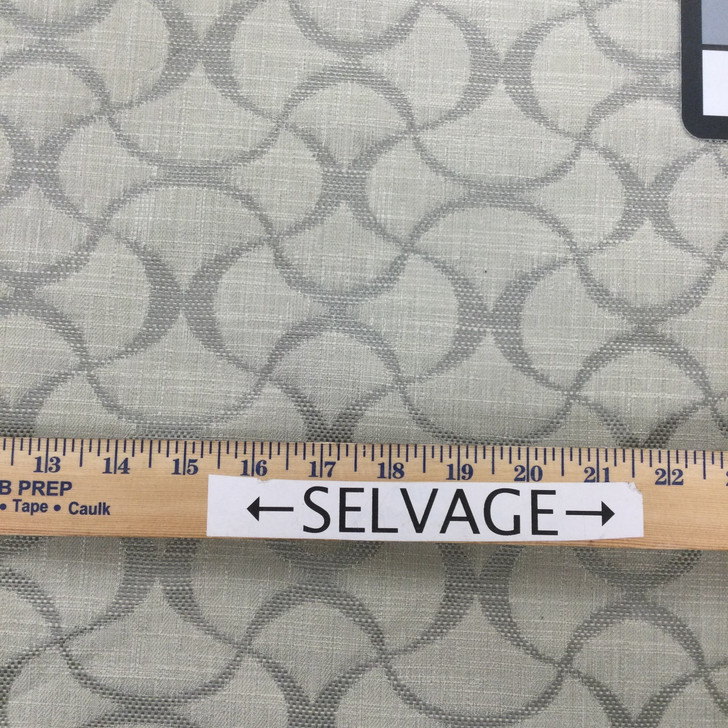 13 14 15 16 17 18 19 20 21 22
B PREP
• Tape • Caulk
←SELVAGE→